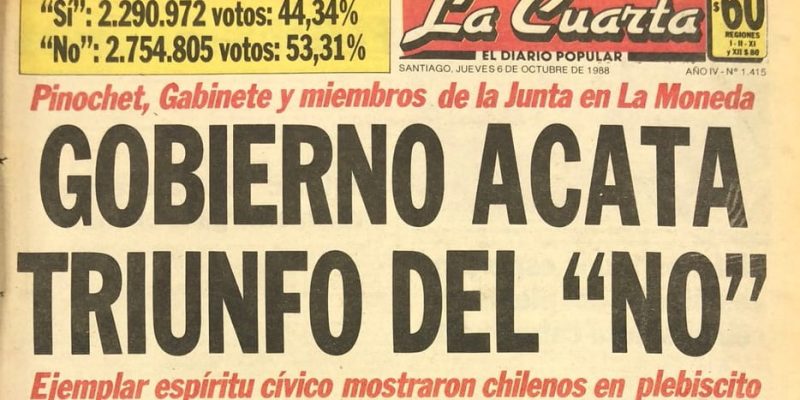 "Sí": 2.290.972 votos: 44,34%
"No": 2.754.805 votos: 53,31%
La Cuarta
EL DIARIO POPULAR
SANTIAGO, JUEVES 6 DE OCTUBRE DE 1988 AÑO IV - N° 1.415
$60
REGIONES
I - II - XI
y XII $ 86
Pinochet, Gabinete y miembros de la Junta en La Moneda
GOBIERNO ACATA
TRIUNFO DEL "NO"
Ejemplar espíritu cívico mostraron chilenos en plebiscito